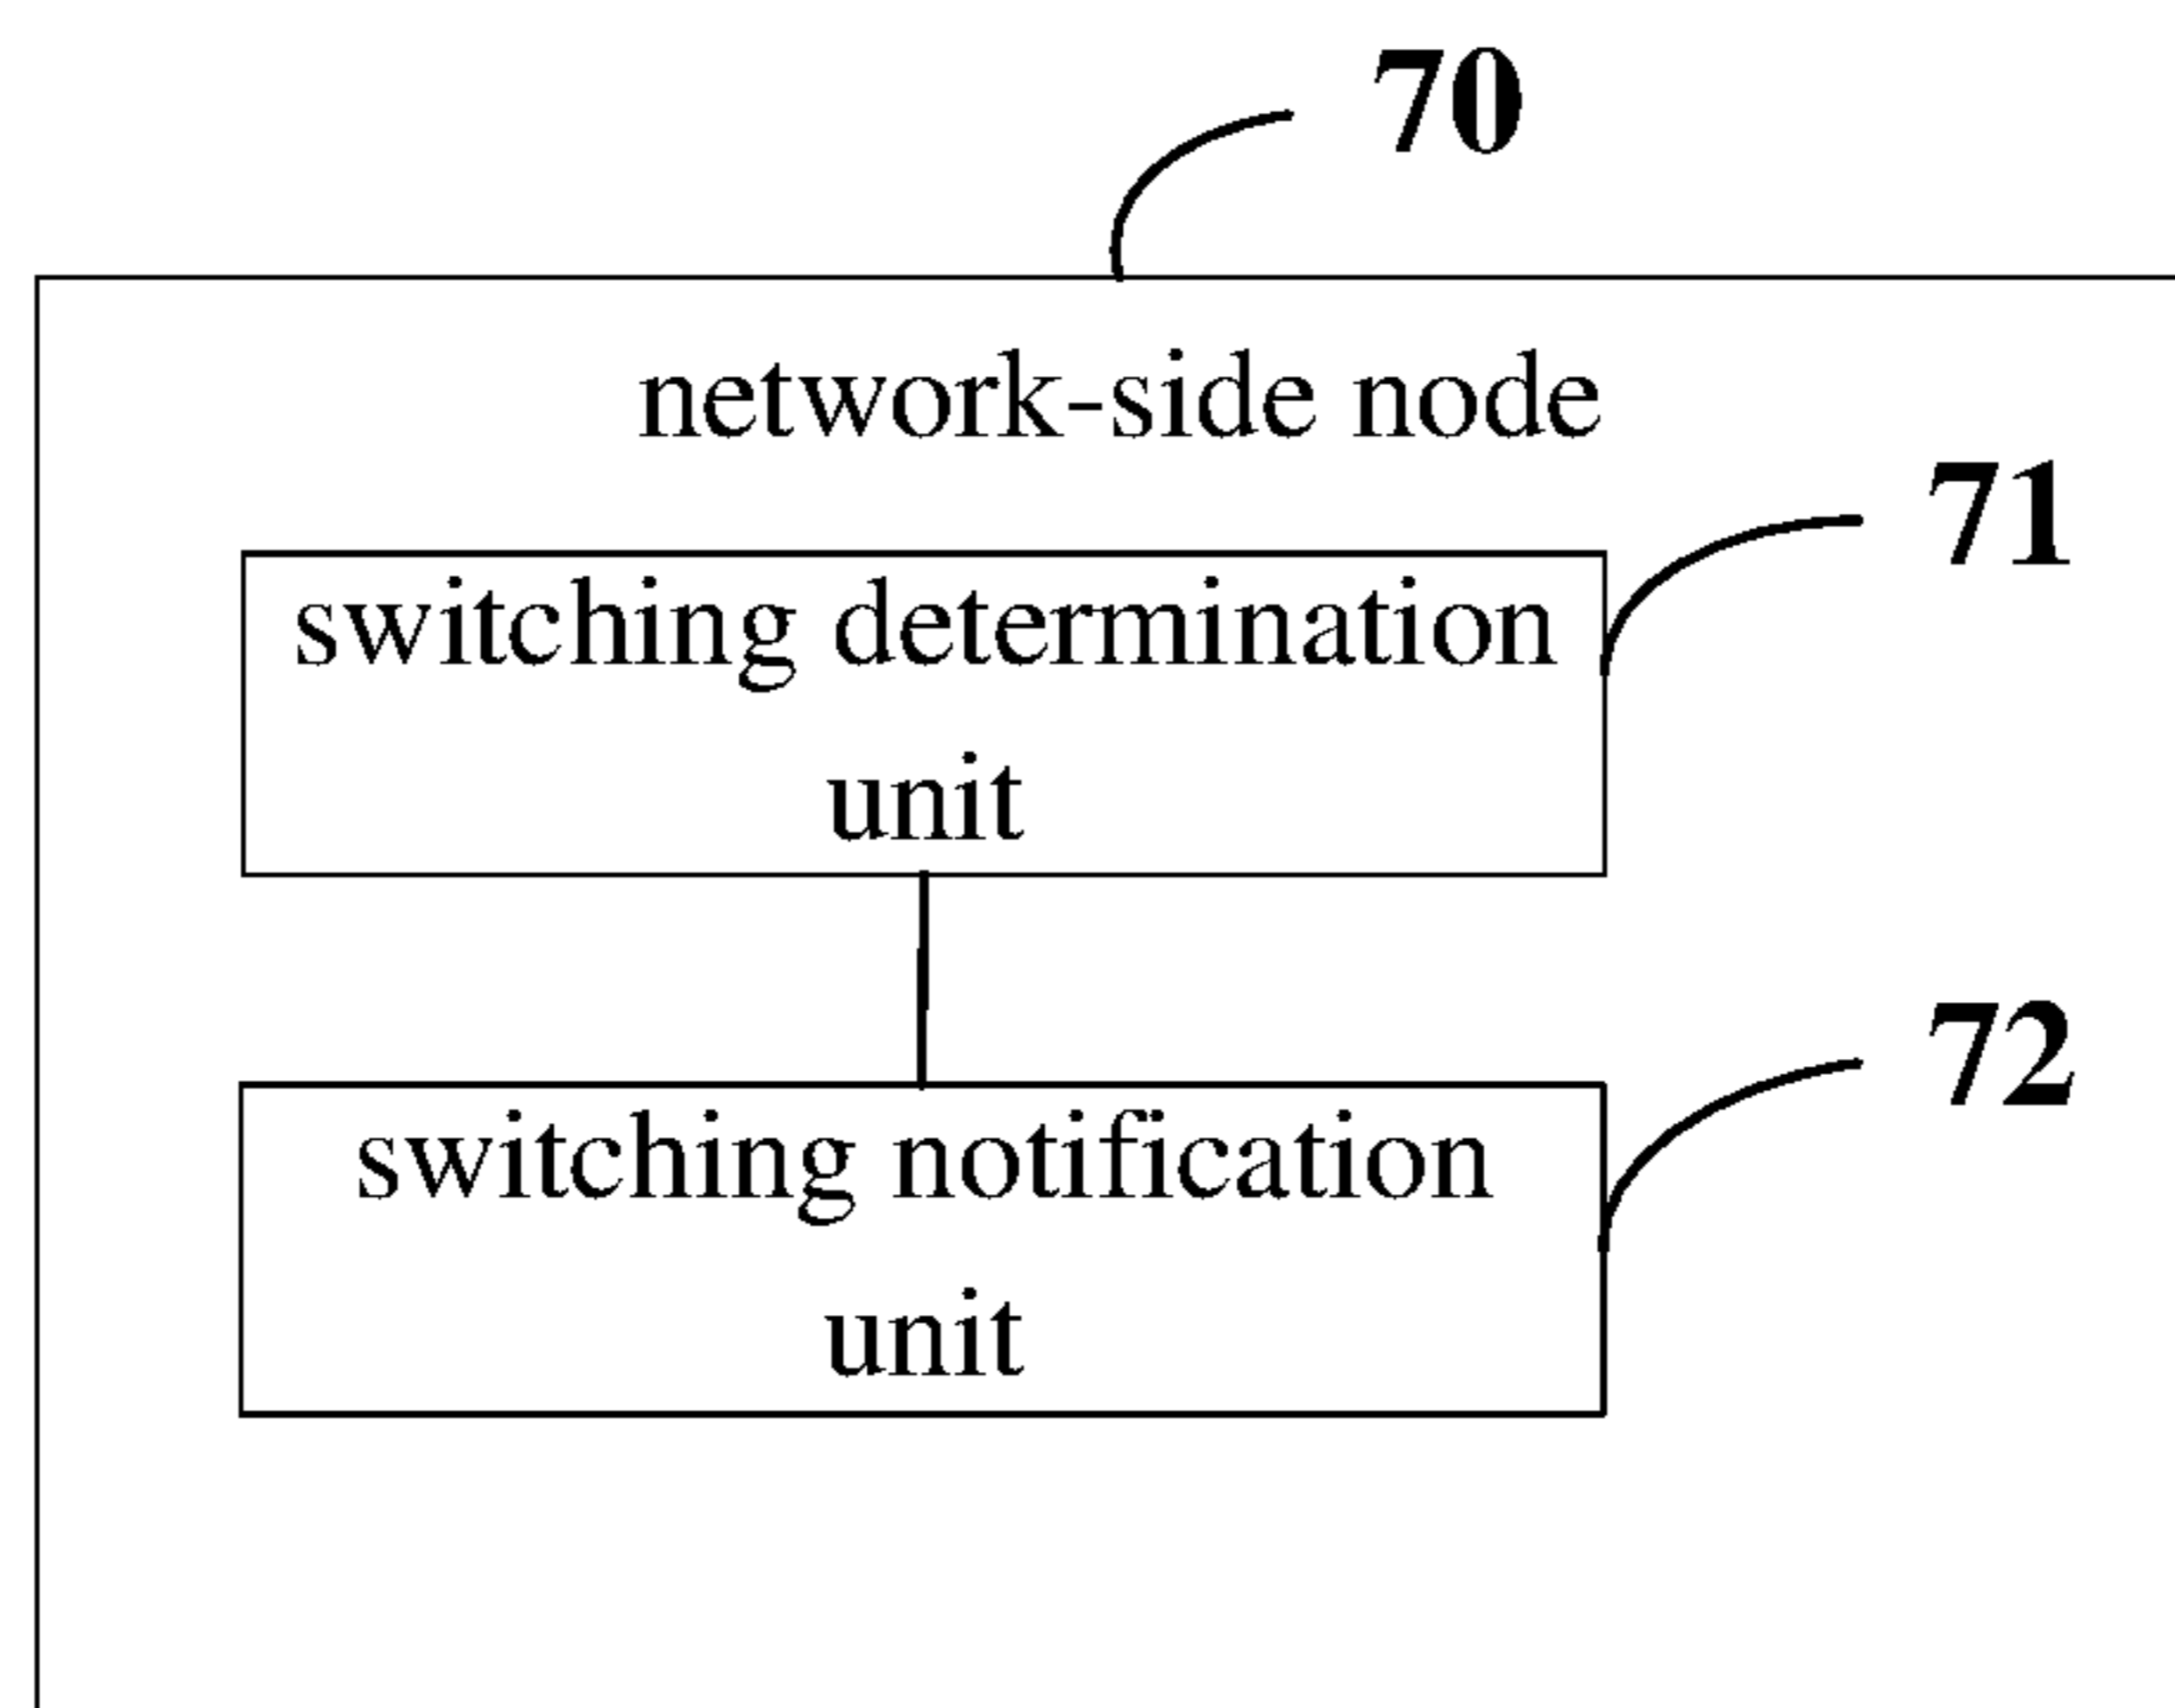 70
network-side node
71
switching determination
unit
72
switching notification
unit